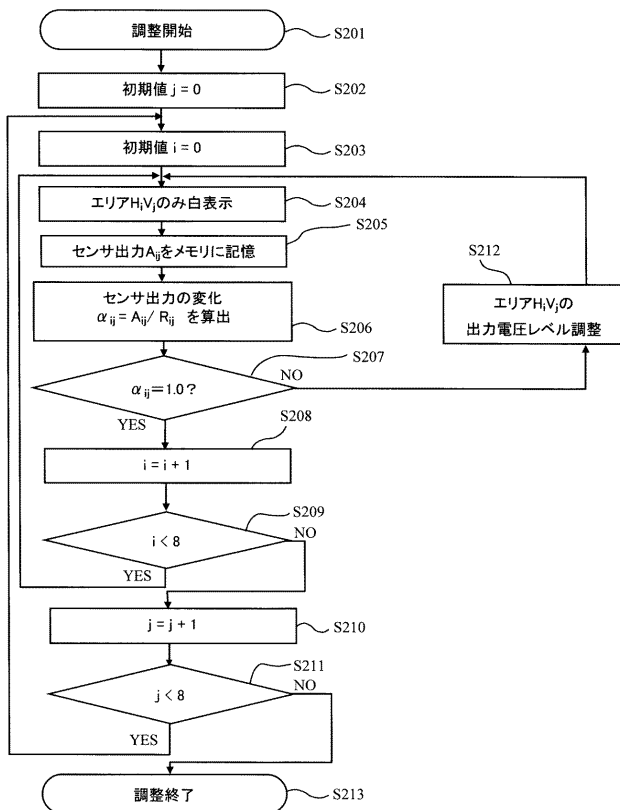 調整開始
S201
初期値 j = 0
S202
初期値 i = 0
S203
エリアHiVjのみ白表示
S204
センサ出力Aijをメモリに記憶
S205
センサ出力の変化
αij = Aij / Rij を算出
S206
S212
エリアHiVjの
出力電圧レベル調整
S207
αij=1.0?
NO
YES
S208
i = i + 1
S209
i < 8
NO
YES
j = j + 1
S210
S211
j < 8
NO
YES
調整終了
S213